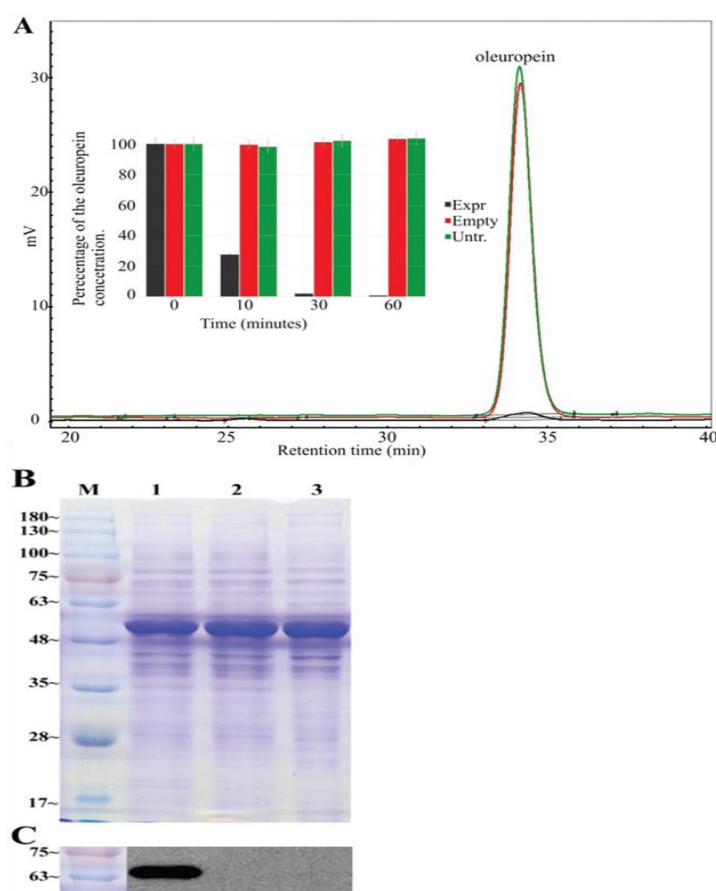 A
oleuropein
30
20
10
0
mV
Perecentage of the oleuropein
concetration.
100
80
60
40
20
0
0 10 30 60
Time (minutes)
Expr
Empty
Untr.
20 25 30 35 40
Retention time (min)
B
M 1 2 3
180~
130~
100~
75~
63~
48~
35~
28~
17~
C
75~
63~